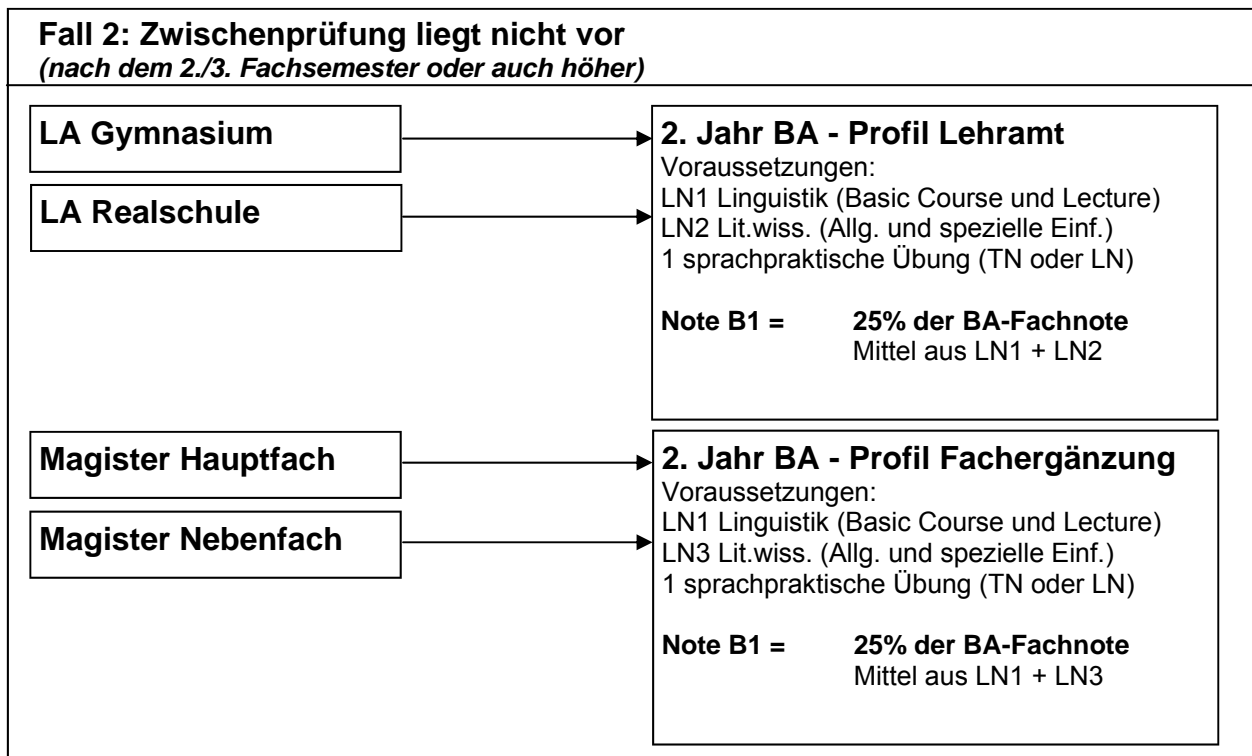 Fall 2: Zwischenprüfung liegt nicht vor
(nach dem 2./3. Fachsemester oder auch höher)
LA Gymnasium
LA Realschule
2. Jahr BA - Profil Lehramt
Voraussetzungen:
LN1 Linguistik (Basic Course und Lecture)
LN2 Lit.wiss. (Allg. und spezielle Einf.)
1 sprachpraktische Übung (TN oder LN)
Note B1 = 25% der BA-Fachnote
Mittel aus LN1 + LN2
Magister Hauptfach
Magister Nebenfach
2. Jahr BA - Profil Fachergänzung
Voraussetzungen:
LN1 Linguistik (Basic Course und Lecture)
LN3 Lit.wiss. (Allg. und spezielle Einf.)
1 sprachpraktische Übung (TN oder LN)
Note B1 = 25% der BA-Fachnote
Mittel aus LN1 + LN3